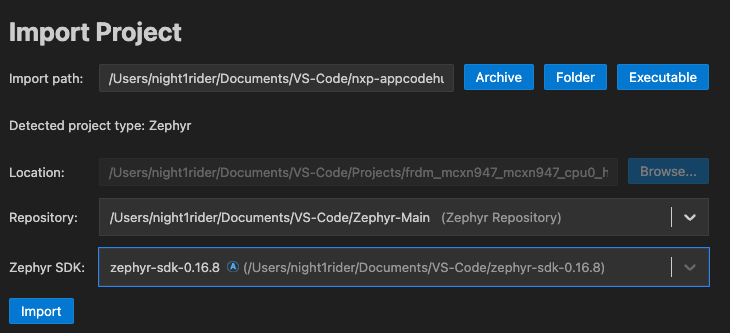 Import Project
Import path: /Users/night1rider/Documents/VS-Code/nxp-appcodehu Archive Folder Executable
Detected project type: Zephyr
Location: /Users/night1rider/Documents/VS-Code/Projects/frdm_mcxn947_mcxn947_cpu0_h Browse...
Repository: /Users/night1rider/Documents/VS-Code/Zephyr-Main (Zephyr Repository)
Zephyr SDK: zephyr-sdk-0.16.8 Ⓐ (/Users/night1rider/Documents/VS-Code/zephyr-sdk-0.16.8)
Import